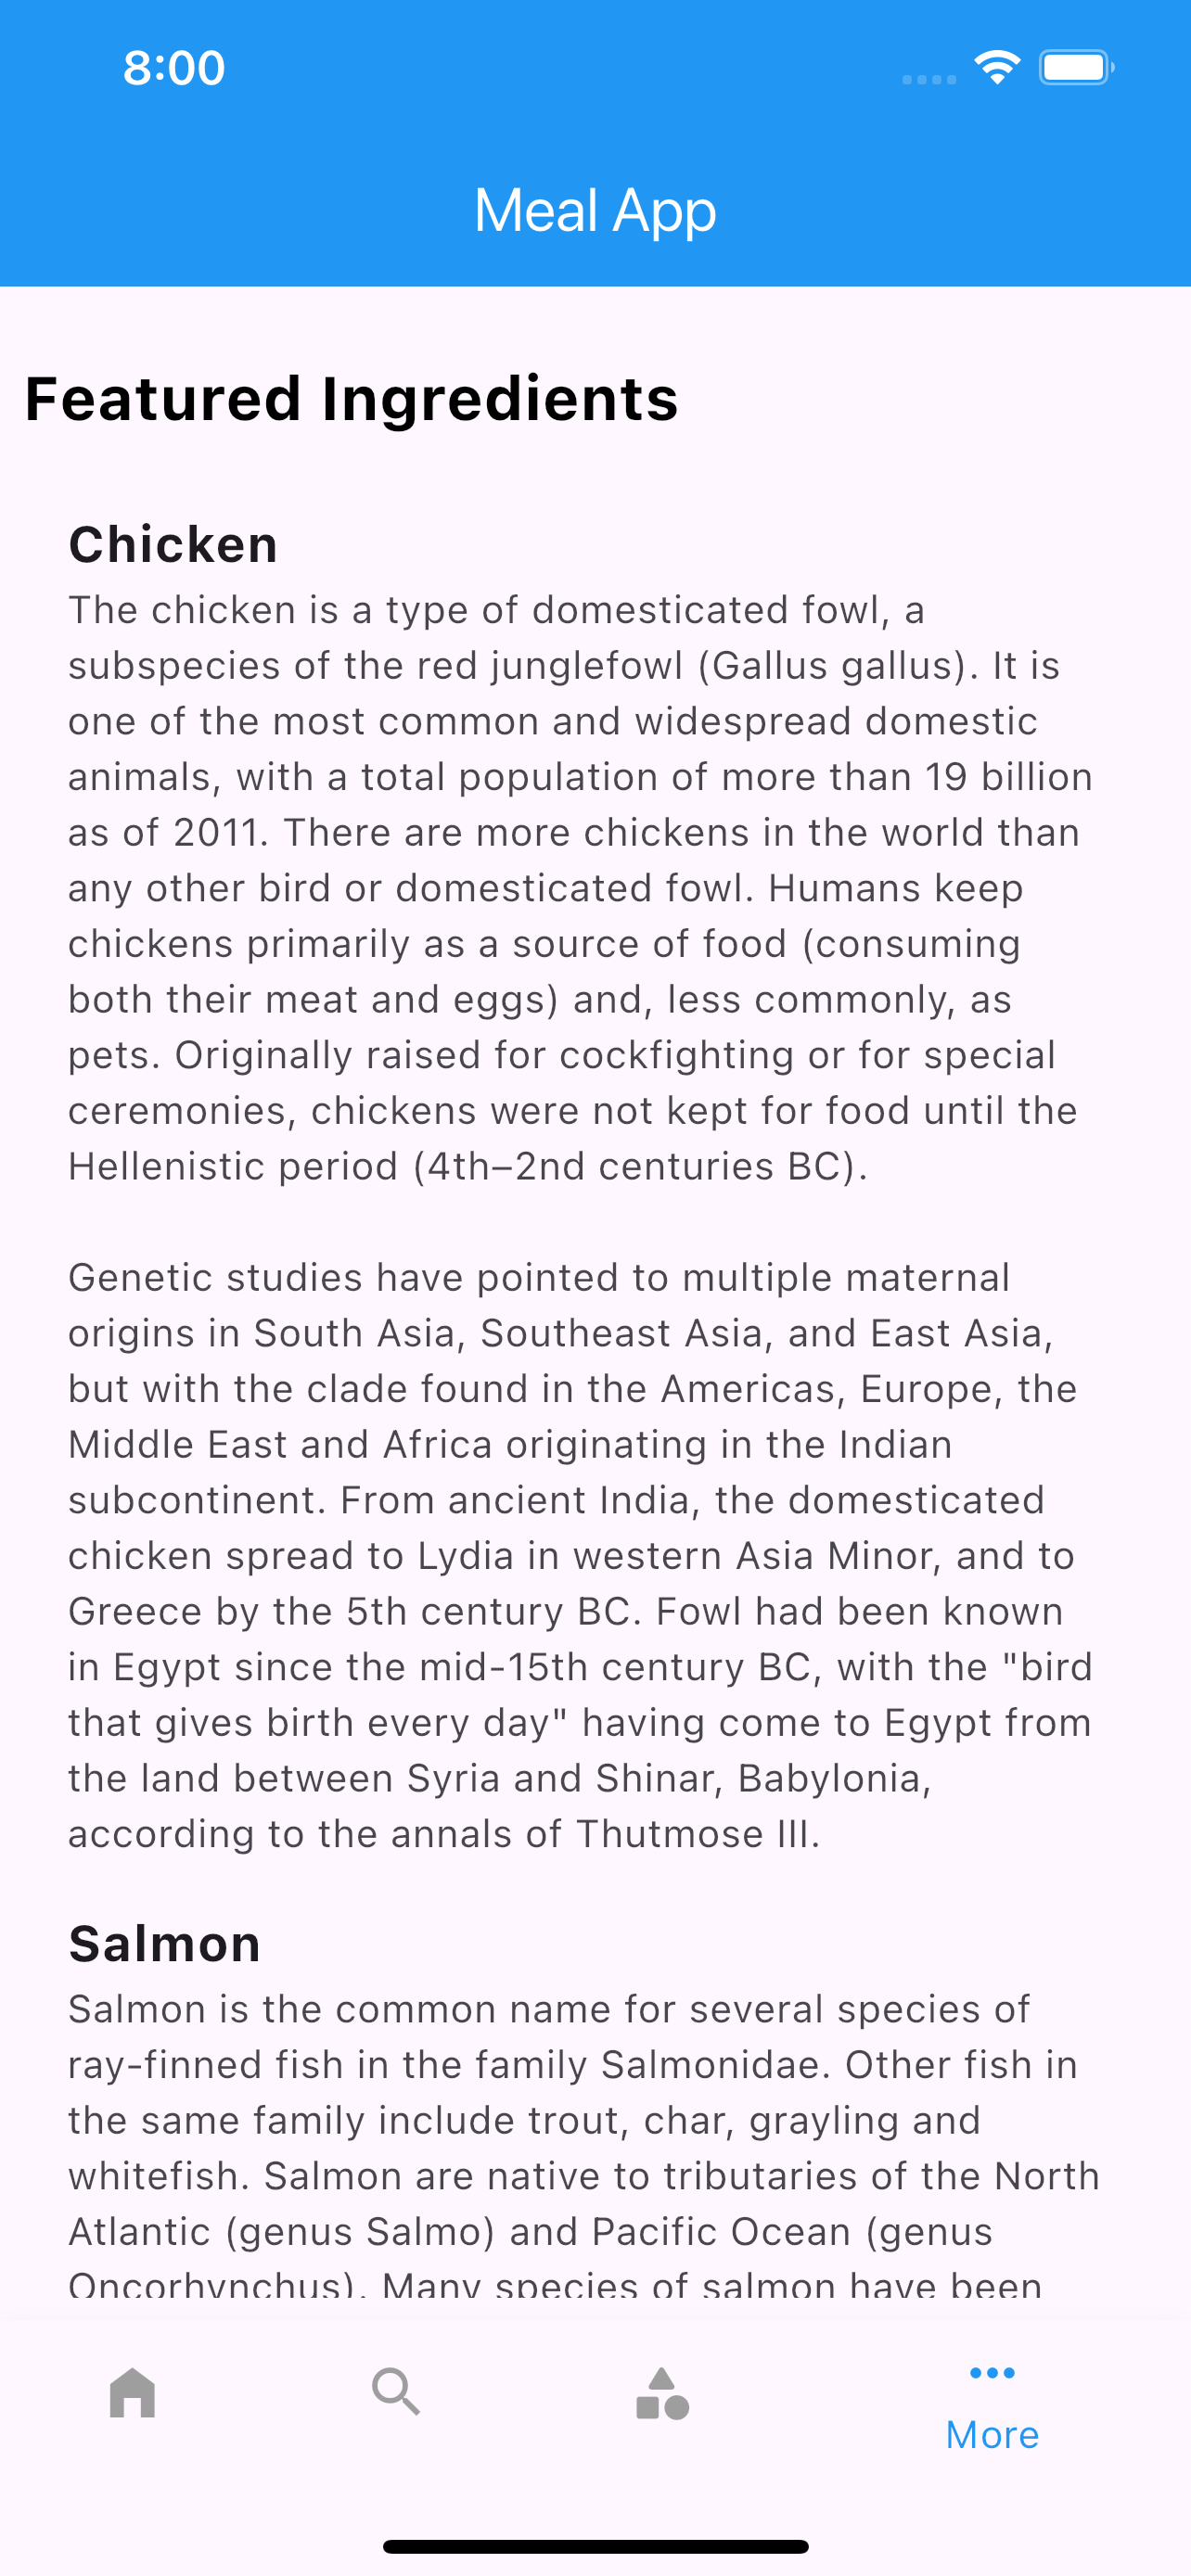 8:00
Meal App
Featured Ingredients
Chicken
The chicken is a type of domesticated fowl, a
subspecies of the red junglefowl (Gallus gallus). It is
one of the most common and widespread domestic
animals, with a total population of more than 19 billion
as of 2011. There are more chickens in the world than
any other bird or domesticated fowl. Humans keep
chickens primarily as a source of food (consuming
both their meat and eggs) and, less commonly, as
pets. Originally raised for cockfighting or for special
ceremonies, chickens were not kept for food until the
Hellenistic period (4th–2nd centuries BC).
Genetic studies have pointed to multiple maternal
origins in South Asia, Southeast Asia, and East Asia,
but with the clade found in the Americas, Europe, the
Middle East and Africa originating in the Indian
subcontinent. From ancient India, the domesticated
chicken spread to Lydia in western Asia Minor, and to
Greece by the 5th century BC. Fowl had been known
in Egypt since the mid-15th century BC, with the "bird
that gives birth every day" having come to Egypt from
the land between Syria and Shinar, Babylonia,
according to the annals of Thutmose III.
Salmon
Salmon is the common name for several species of
ray-finned fish in the family Salmonidae. Other fish in
the same family include trout, char, grayling and
whitefish. Salmon are native to tributaries of the North
Atlantic (genus Salmo) and Pacific Ocean (genus
Oncorhynchus). Many species of salmon have been
More